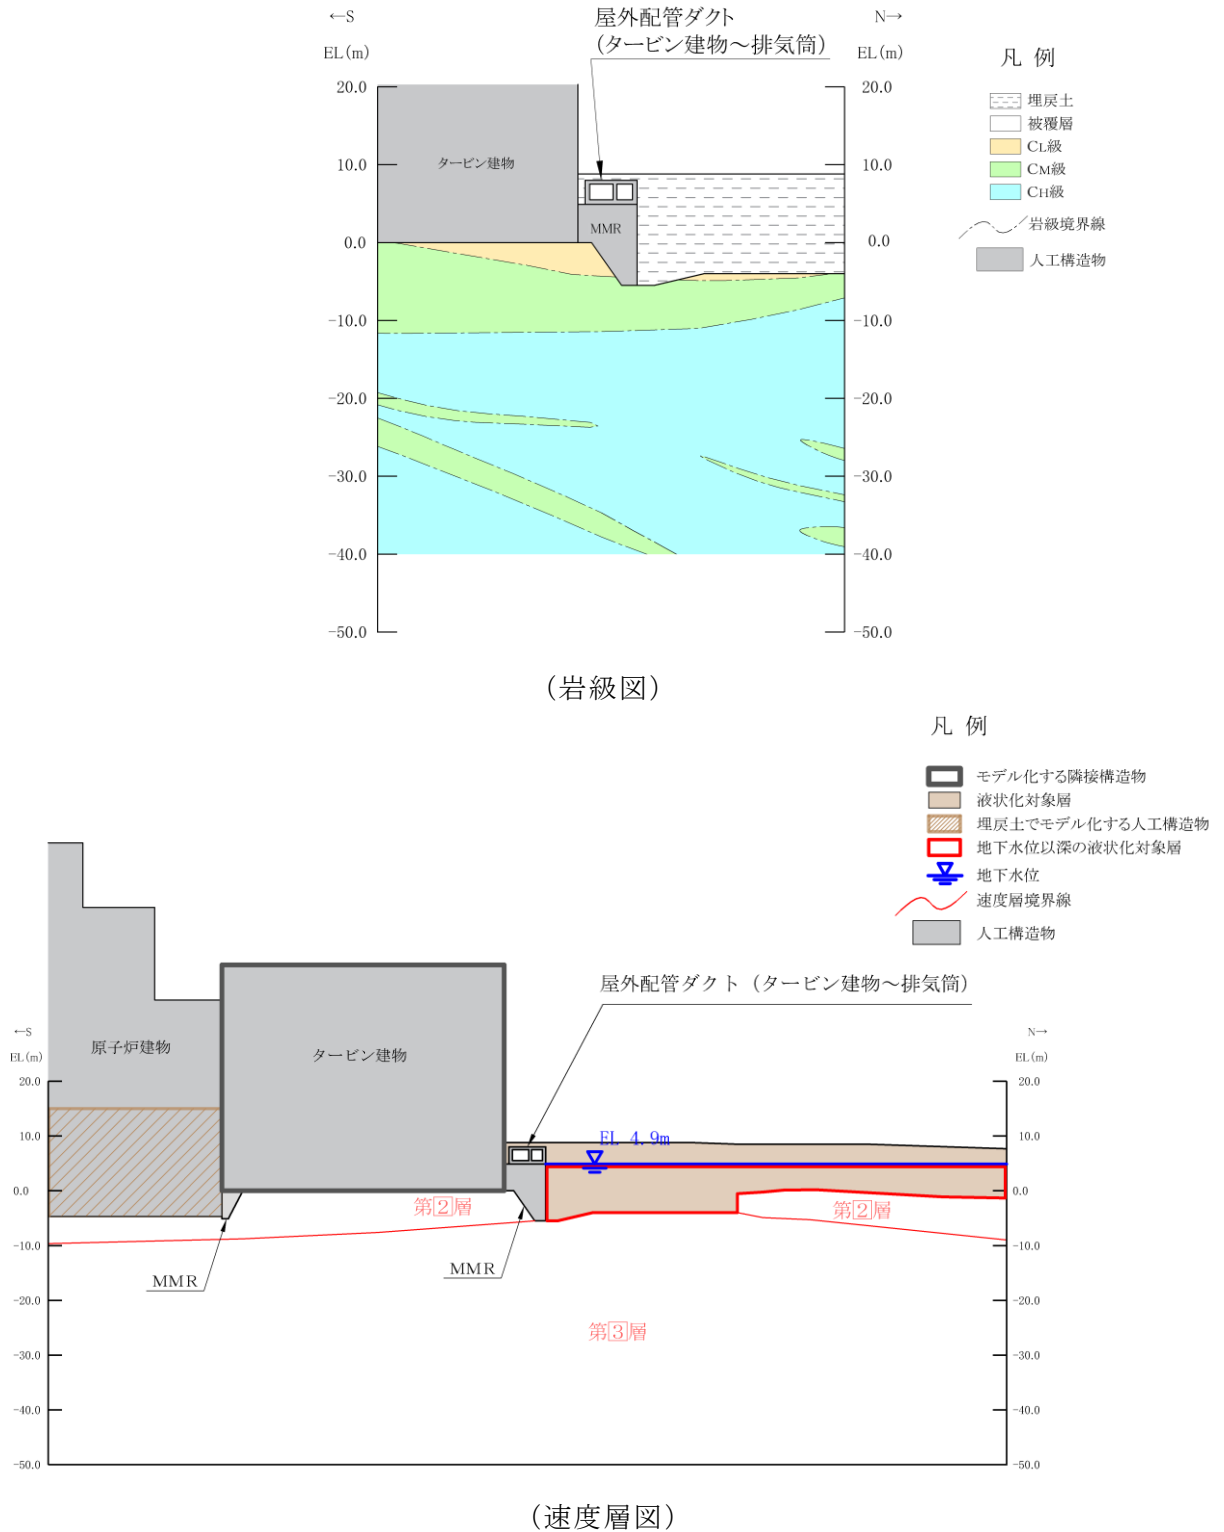 ←S
屋外配管ダクト
N→
EL(m)
(タービン建物～排気筒)
EL(m)
凡 例
20.0
20.0
埋戻土
被覆層
CL級
CM級
CH級
岩級境界線
人工構造物
10.0
タービン建物
10.0
MMR
0.0
0.0
-10.0
-10.0
-20.0
-20.0
-30.0
-30.0
-40.0
-40.0
-50.0
-50.0
(岩級図)
凡 例
モデル化する隣接構造物
液状化対象層
埋戻土でモデル化する人工構造物
地下水位以深の液状化対象層
地下水位
速度層境界線
人工構造物
屋外配管ダクト (タービン建物～排気筒)
←S
原子炉建物
タービン建物
N→
EL(m)
EL(m)
20.0
20.0
10.0
EL 4.9m
10.0
0.0
第②層
第②層
0.0
-10.0
MMR
MMR
-10.0
-20.0
-20.0
第③層
-30.0
-30.0
-40.0
-40.0
-50.0
-50.0
(速度層図)